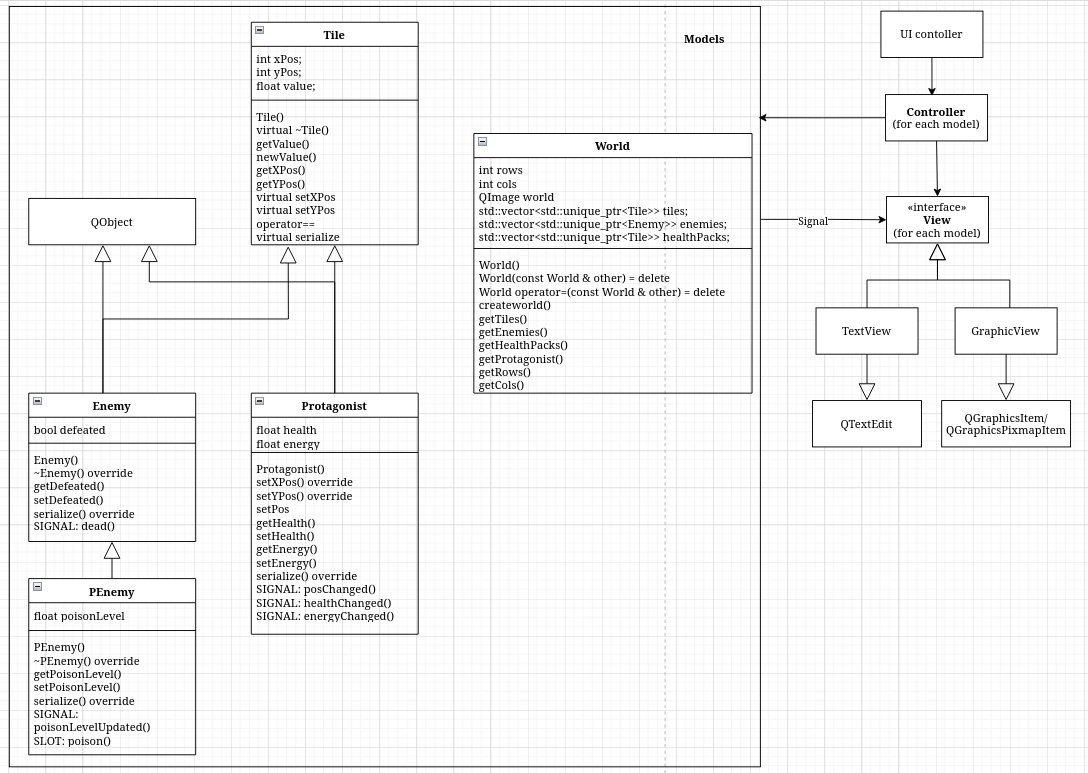 Tile
int xPos;
int yPos;
float value;
Tile()
virtual ~Tile()
getValue()
newValue()
getXPos()
getYPos()
virtual setXPos
virtual setYPos
operator==
virtual serialize
Models
World
int rows
int cols
QImage world
std::vector<std::unique_ptr<Tile>> tiles;
std::vector<std::unique_ptr<Enemy>> enemies;
std::vector<std::unique_ptr<Tile>> healthPacks;
World()
World(const World & other) = delete
World operator=(const World & other) = delete
createworld()
getTiles()
getEnemies()
getHealthPacks()
getProtagonist()
getRows()
getCols()
QObject
Enemy
bool defeated
Enemy()
~Enemy() override
getDefeated()
setDefeated()
serialize() override
SIGNAL: dead()
Protagonist
float health
float energy
Protagonist()
setXPos() override
setYPos() override
setPos
getHealth()
setHealth()
getEnergy()
setEnergy()
serialize() override
SIGNAL: posChanged()
SIGNAL: healthChanged()
SIGNAL: energyChanged()
PEnemy
float poisonLevel
PEnemy()
~PEnemy() override
getPoisonLevel()
setPoisonLevel()
serialize() override
SIGNAL:
poisonLevelUpdated()
SLOT: poison()
UI contoller
Controller
(for each model)
Signal
«interface»
View
(for each model)
TextView
GraphicView
QTextEdit
QGraphicsItem/
QGraphicsPixmapItem